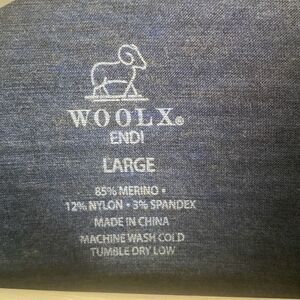 WOOLX®
ENDI
LARGE
85% MERINO •
12% NYLON • 3% SPANDEX
MADE IN CHINA
MACHINE WASH COLD
TUMBLE DRY LOW